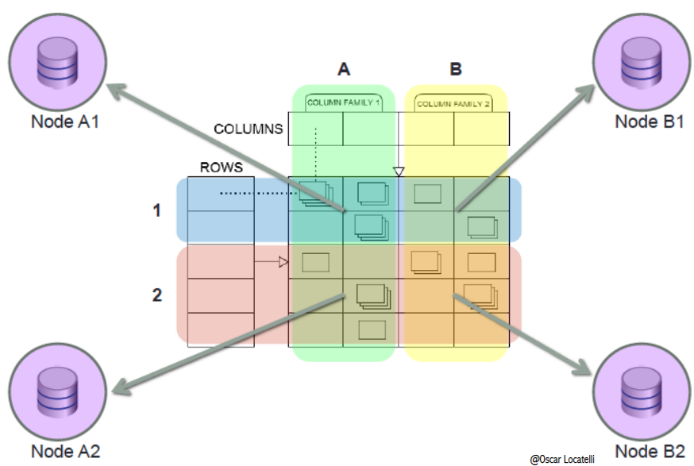 Node A1
Node B1
A
B
COLUMN FAMILY 1
COLUMN FAMILY 2
COLUMNS
ROWS
1
2
Node A2
Node B2
@Oscar Locatelli